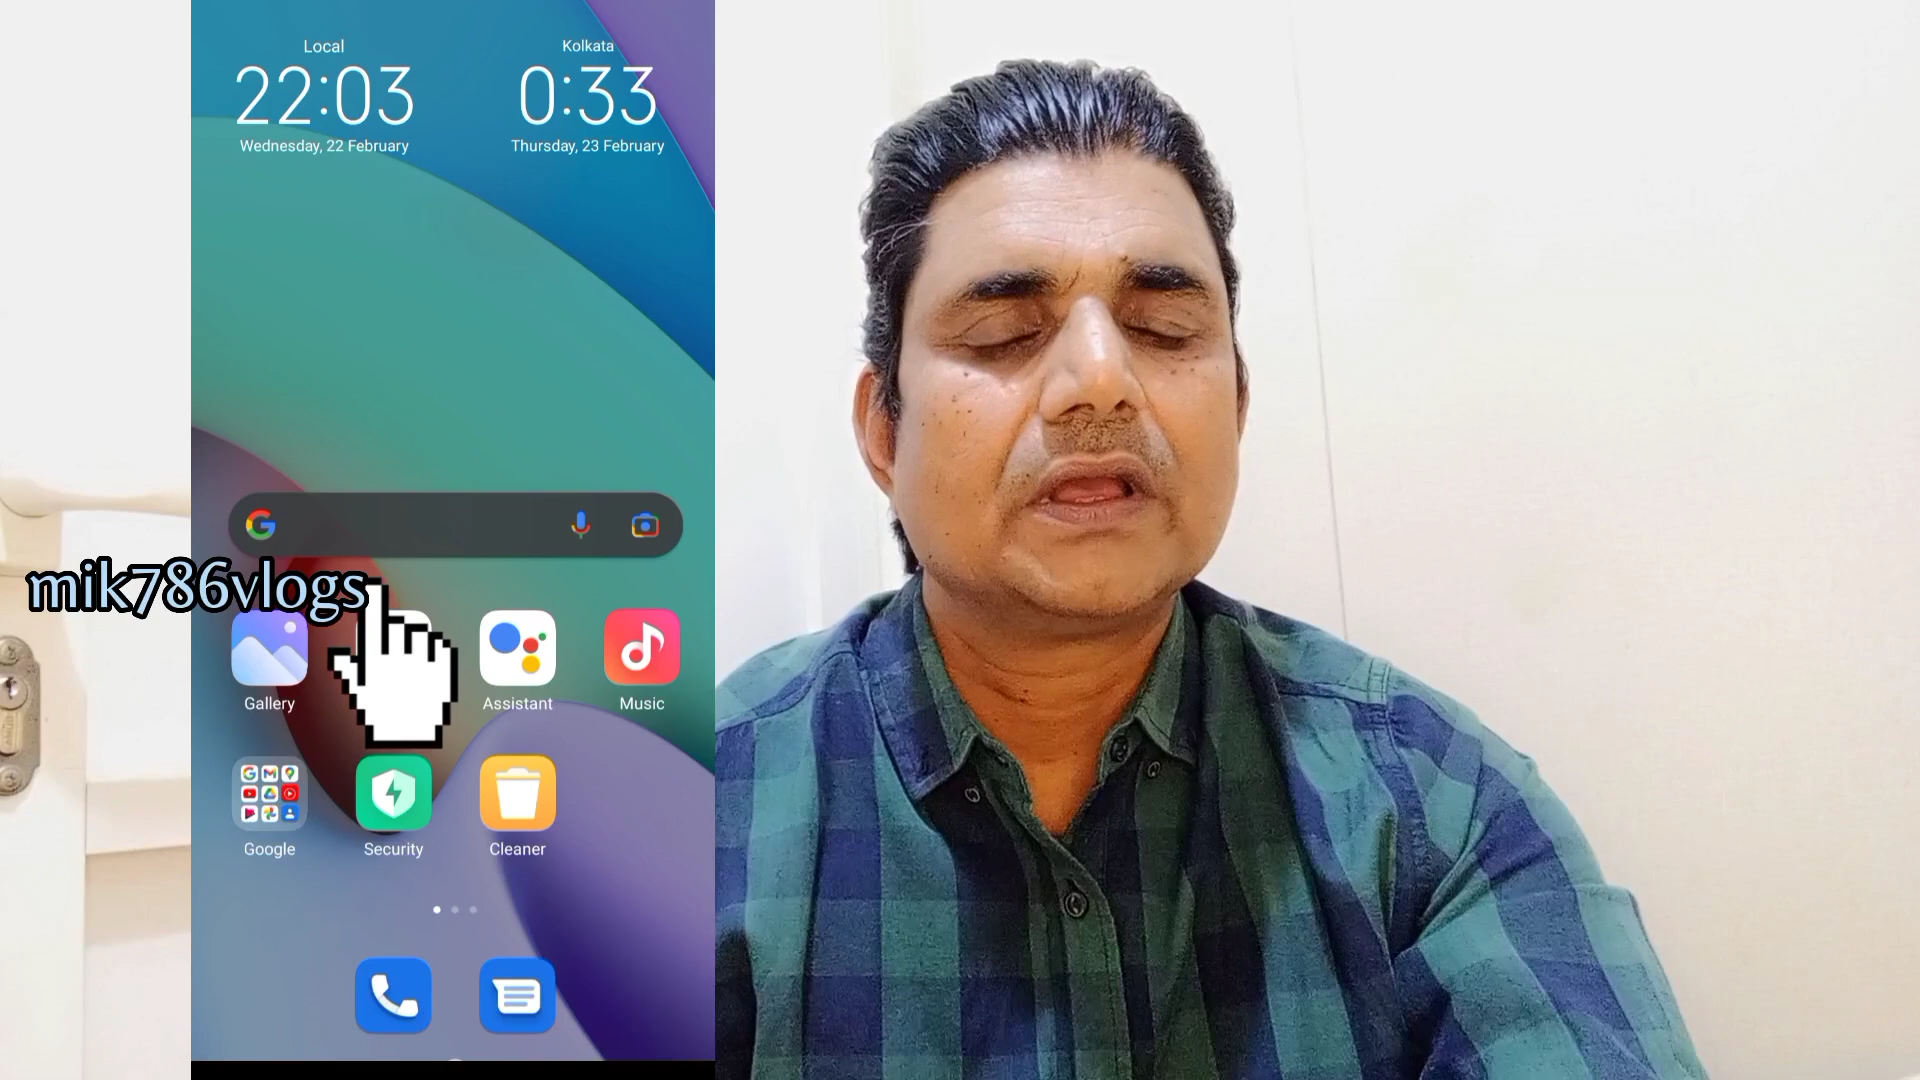 Local
Kolkata
22:03
0:33
Wednesday, 22 February
Thursday, 23 February
mik786vlogs
Gallery
Assistant
Music
Google
Security
Cleaner